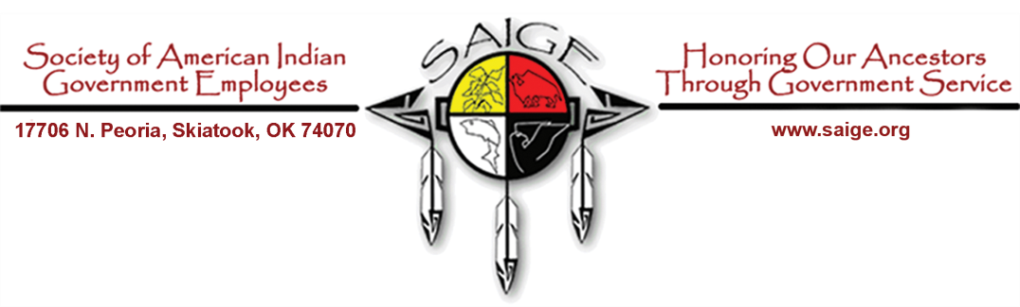 Society of American Indian
Government Employees
17706 N. Peoria, Skiatook, OK 74070
SAIGE
Honoring Our Ancestors
Through Government Service
www.saige.org